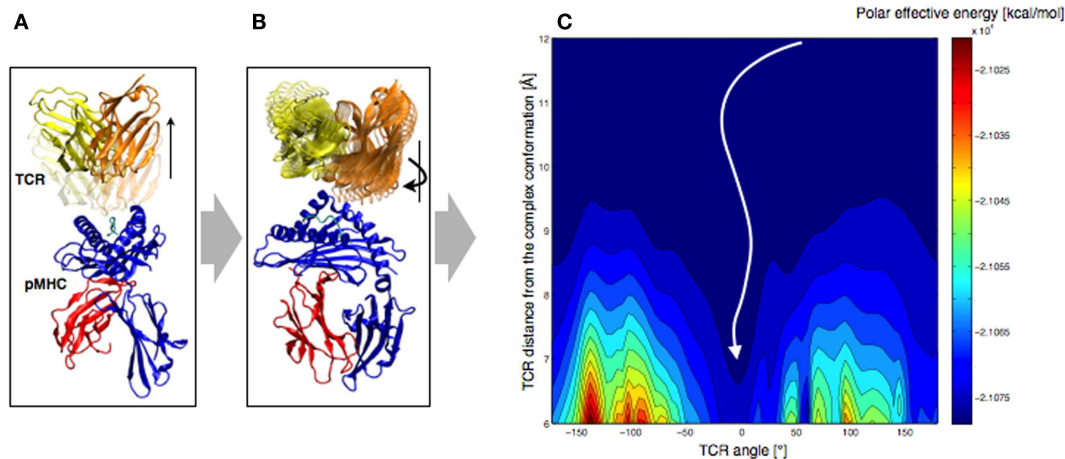 A
B
C
TCR
pMHC
Polar effective energy [kcal/mol]
×10⁴
-2.1025
-2.1035
-2.1045
-2.1055
-2.1065
-2.1075
TCR distance from the complex conformation [Å]
12
11
10
9
8
7
6
-150
-100
-50
0
50
100
150
TCR angle [°]